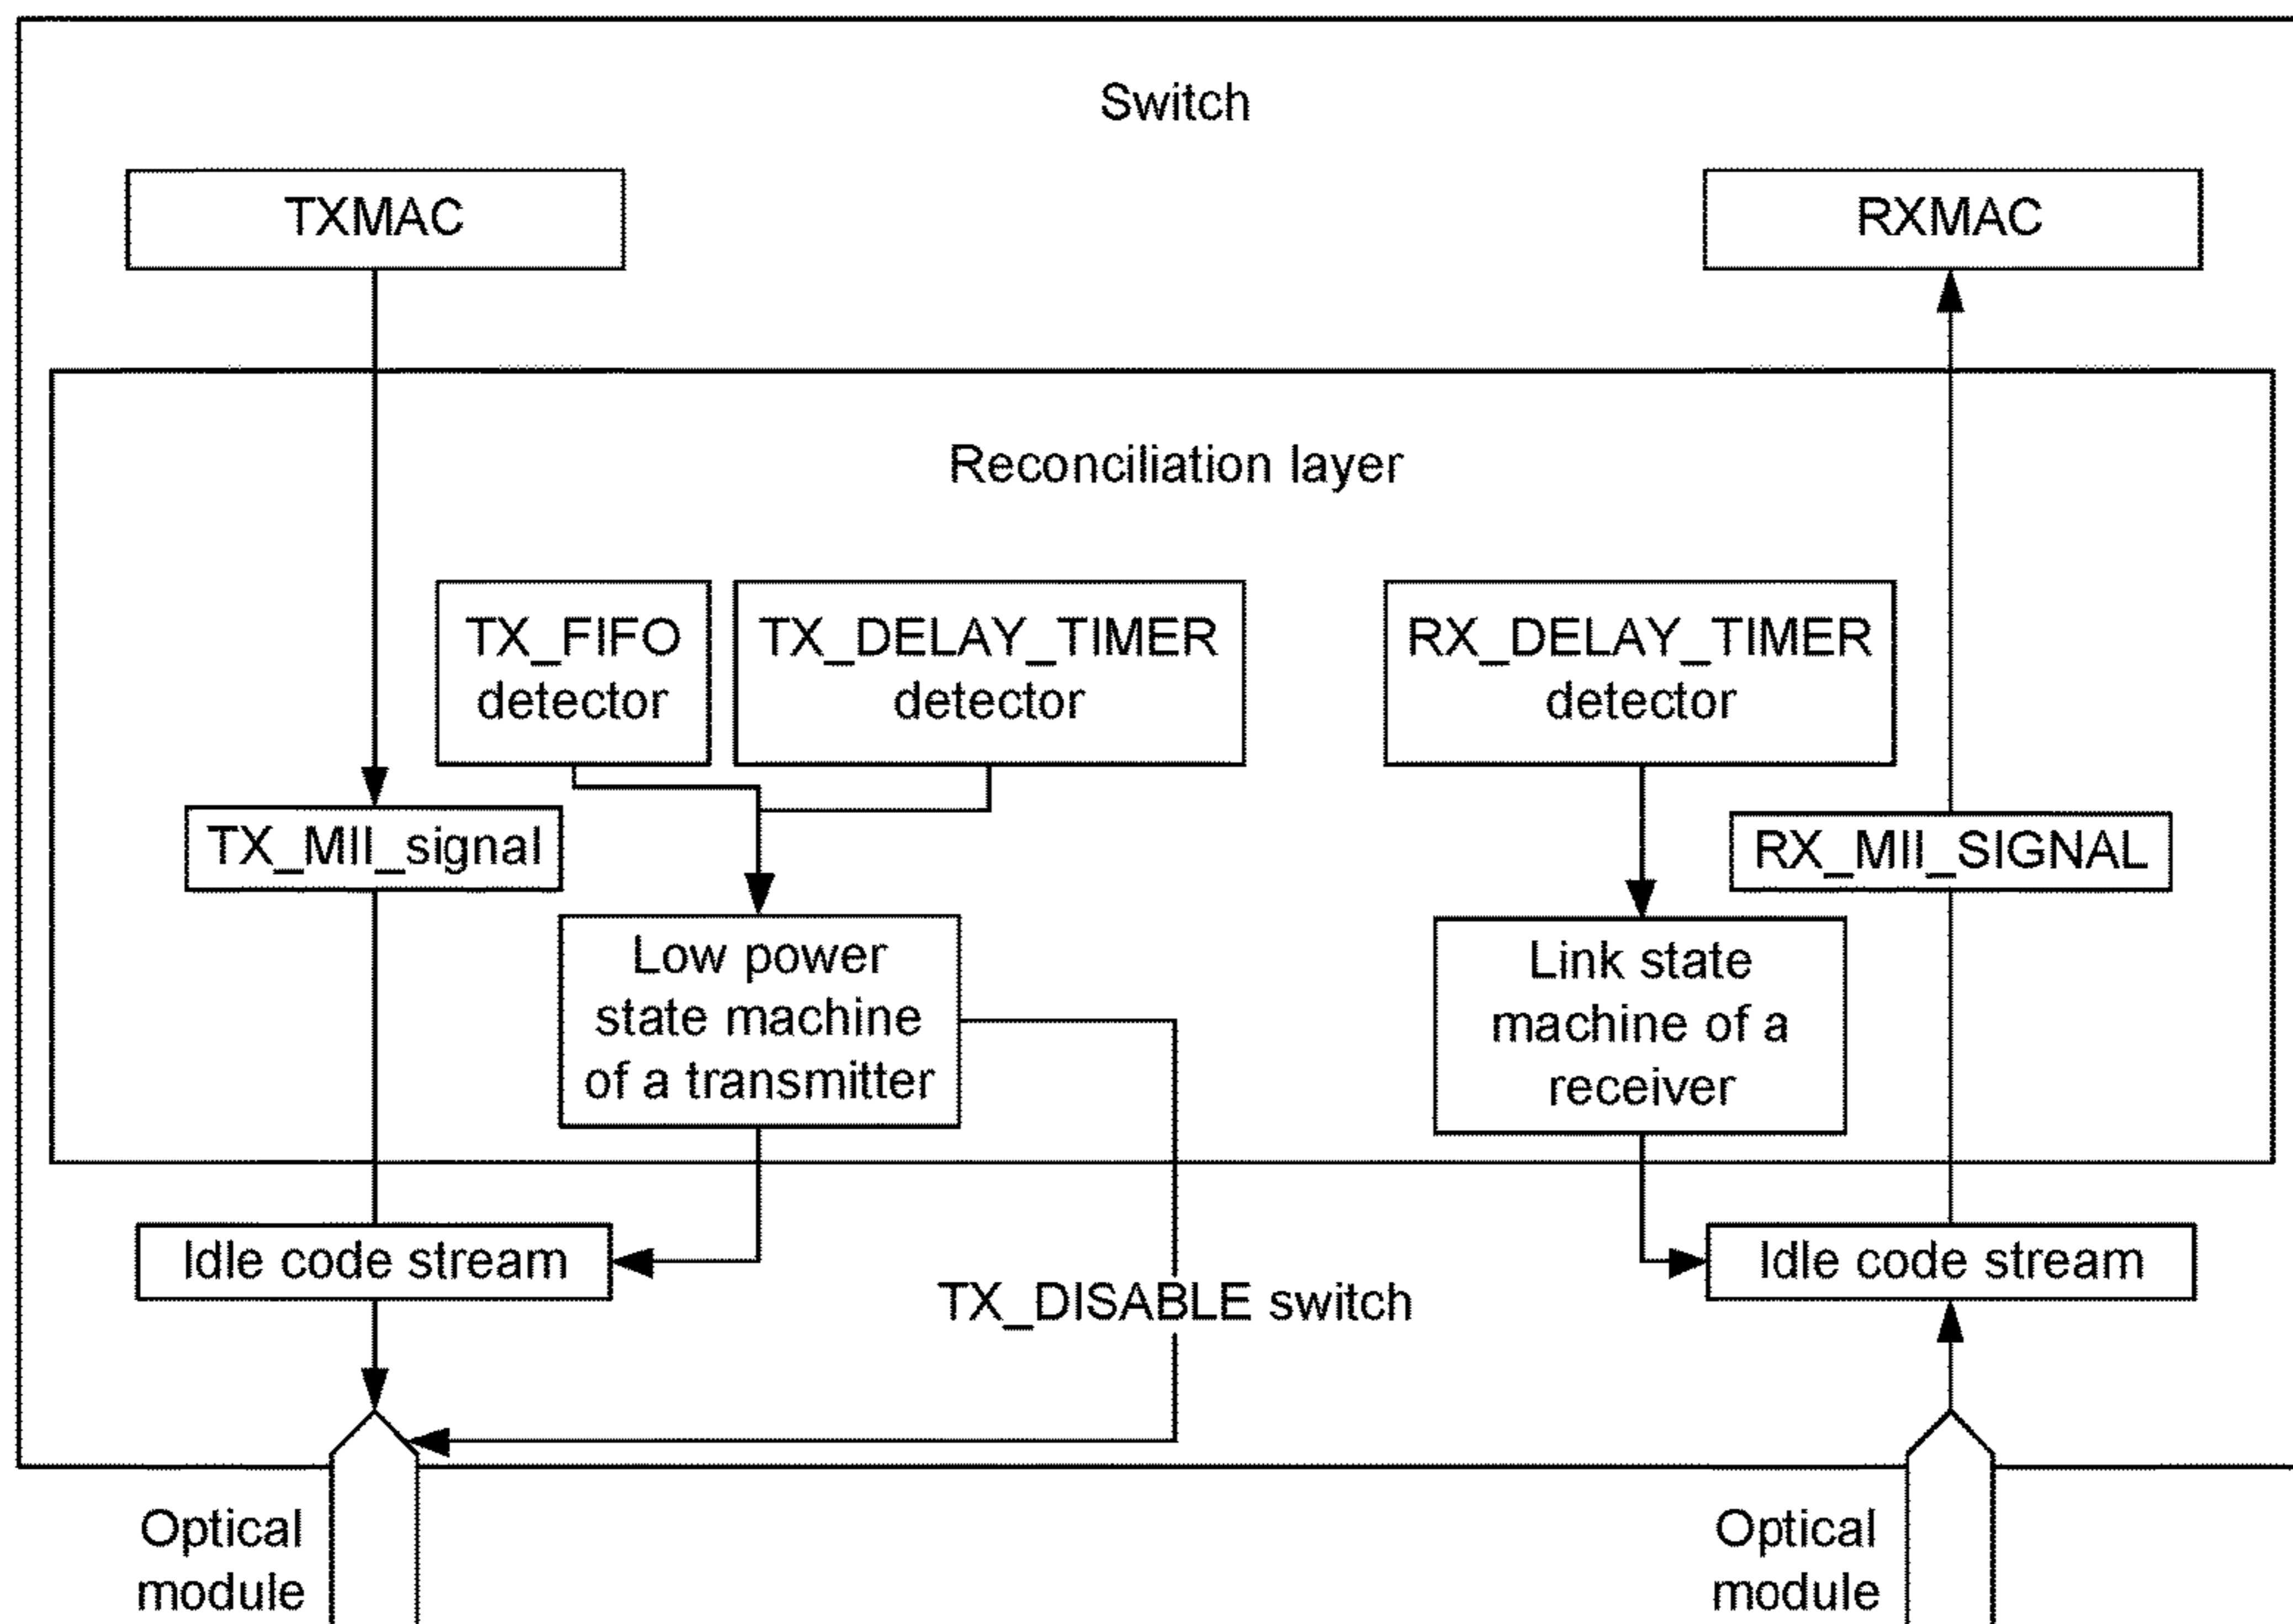 Switch
TXMAC
RXMAC
Reconciliation layer
TX_FIFO
detector
TX_DELAY_TIMER
detector
RX_DELAY_TIMER
detector
TX_MII_signal
RX_MII_SIGNAL
Low power
state machine
of a transmitter
Link state
machine of a
receiver
Idle code stream
Idle code stream
TX_DISABLE switch
Optical
module
Optical
module